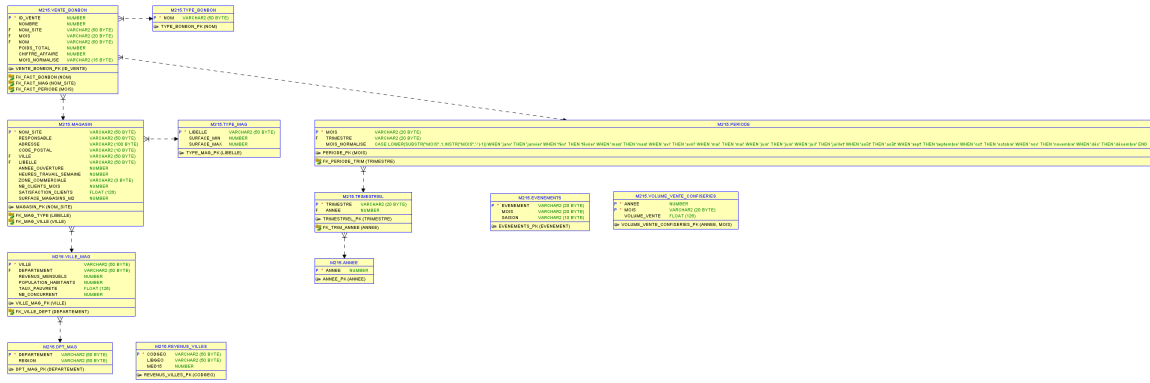 M215.VENTE_BONBON
P * ID_VENTE NUMBER
NOMBRE NUMBER
F NOM_SITE VARCHAR2 (50 BYTE)
F MOIS VARCHAR2 (20 BYTE)
F NOM VARCHAR2 (50 BYTE)
POIDS_TOTAL NUMBER
CHIFFRE_AFFAIRE NUMBER
MOIS_NORMALISE VARCHAR2 (15 BYTE)
VENTE_BONBON_PK (ID_VENTE)
FK_FACT_BONBON (NOM)
FK_FACT_MAG (NOM_SITE)
FK_FACT_PERIODE (MOIS)
M215.TYPE_BONBON
P * NOM VARCHAR2 (50 BYTE)
TYPE_BONBON_PK (NOM)
M215.MAGASIN
P * NOM_SITE VARCHAR2 (50 BYTE)
RESPONSABLE VARCHAR2 (50 BYTE)
ADRESSE VARCHAR2 (100 BYTE)
CODE_POSTAL VARCHAR2 (10 BYTE)
F VILLE VARCHAR2 (50 BYTE)
F LIBELLE VARCHAR2 (50 BYTE)
ANNEE_OUVERTURE NUMBER
HEURES_TRAVAIL_SEMAINE NUMBER
ZONE_COMMERCIALE VARCHAR2 (3 BYTE)
NB_CLIENTS_MOIS NUMBER
SATISFACTION_CLIENTS FLOAT (126)
SURFACE_MAGASINS_M2 NUMBER
MAGASIN_PK (NOM_SITE)
FK_MAG_TYPE (LIBELLE)
FK_MAG_VILLE (VILLE)
M215.TYPE_MAG
P * LIBELLE VARCHAR2 (50 BYTE)
SURFACE_MIN NUMBER
SURFACE_MAX NUMBER
TYPE_MAG_PK (LIBELLE)
M215.PERIODE
P * MOIS VARCHAR2 (20 BYTE)
F TRIMESTRE VARCHAR2 (20 BYTE)
MOIS_NORMALISE
PERIODE_PK (MOIS)
FK_PERIODE_TRIM (TRIMESTRE)
M215.TRIMESTRIEL
P * TRIMESTRE VARCHAR2 (20 BYTE)
F ANNEE NUMBER
TRIMESTRIEL_PK (TRIMESTRE)
FK_TRIM_ANNEE (ANNEE)
M215.EVENEMENTS
P * EVENEMENT VARCHAR2 (20 BYTE)
MOIS VARCHAR2 (20 BYTE)
SAISON VARCHAR2 (10 BYTE)
EVENEMENTS_PK (EVENEMENT)
M215.VOLUME_VENTE_CONFISERIES
P * ANNEE NUMBER
P * MOIS VARCHAR2 (20 BYTE)
VOLUME_VENTE FLOAT (126)
VOLUME_VENTE_CONFISERIES_PK (ANNEE, MOIS)
M215.ANNEE
P * ANNEE NUMBER
ANNEE_PK (ANNEE)
M215.VILLE_MAG
P * VILLE VARCHAR2 (50 BYTE)
F DEPARTEMENT VARCHAR2 (50 BYTE)
REVENUS_MENSUELS NUMBER
POPULATION_HABITANTS NUMBER
TAUX_PAUVRETE FLOAT (126)
NB_CONCURRENT NUMBER
VILLE_MAG_PK (VILLE)
FK_VILLE_DEPT (DEPARTEMENT)
M215.DPT_MAG
P * DEPARTEMENT VARCHAR2 (50 BYTE)
REGION VARCHAR2 (50 BYTE)
DPT_MAG_PK (DEPARTEMENT)
M215.REVENUS_VILLES
P * CODGEO VARCHAR2 (50 BYTE)
LIBGEO VARCHAR2 (50 BYTE)
MED15 NUMBER
REVENUS_VILLES_PK (CODGEO)